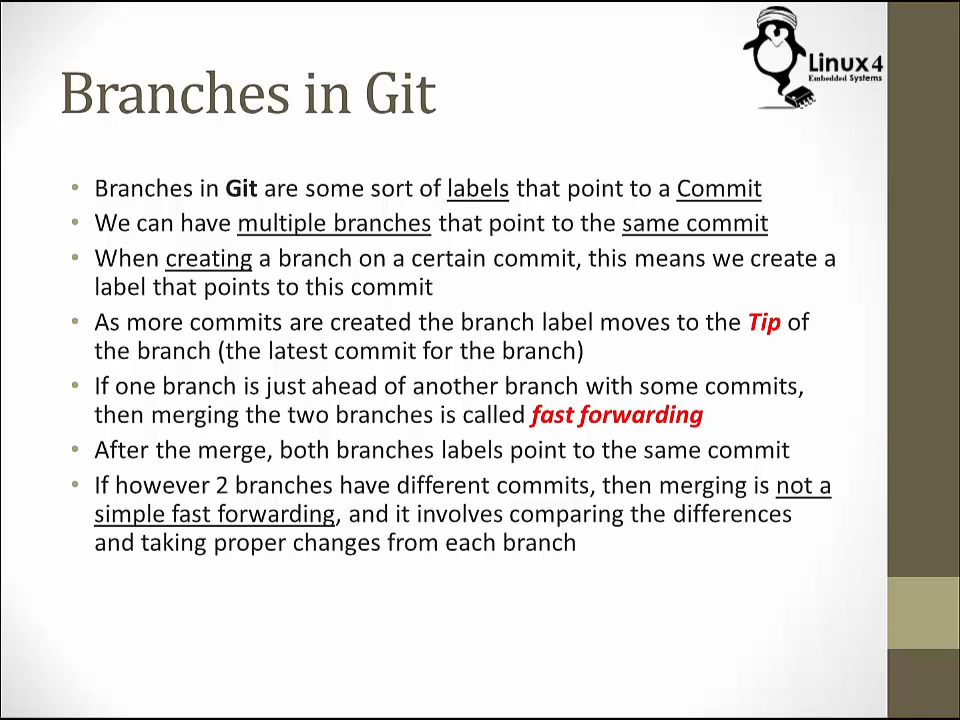 Linux 4
Embedded Systems
Branches in Git
• Branches in Git are some sort of labels that point to a Commit
• We can have multiple branches that point to the same commit
• When creating a branch on a certain commit, this means we create a
label that points to this commit
• As more commits are created the branch label moves to the Tip of
the branch (the latest commit for the branch)
• If one branch is just ahead of another branch with some commits,
then merging the two branches is called fast forwarding
• After the merge, both branches labels point to the same commit
• If however 2 branches have different commits, then merging is not a
simple fast forwarding, and it involves comparing the differences
and taking proper changes from each branch